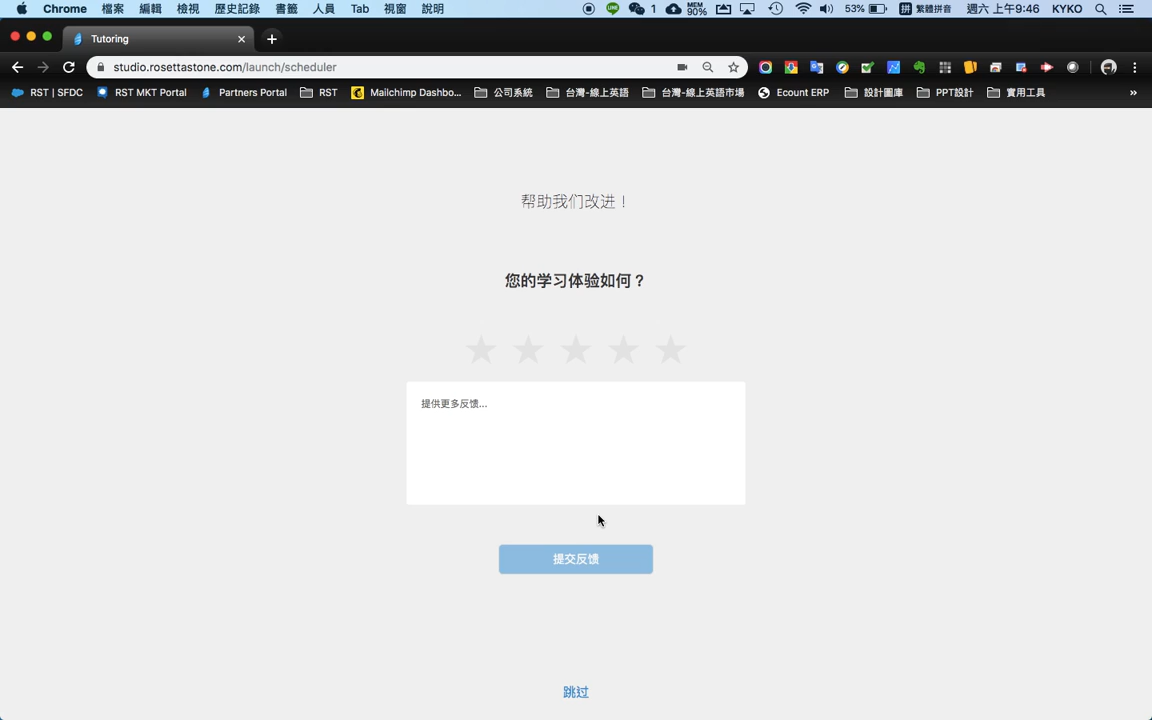 Chrome 檔案 編輯 檢視 歷史記錄 書籤 人員 Tab 視窗 說明 1 MEM 90% 53% 拼 繁體拼音 週六 上午9:46 KYKO
Tutoring
studio.rosettastone.com/launch/scheduler
RST | SFDC RST MKT Portal Partners Portal RST Mailchimp Dashbo... 公司系統 台灣-線上英語 台灣-線上英語市場 Ecount ERP 設計圖庫 PPT設計 實用工具 »
帮助我们改进！
您的学习体验如何？
提供更多反馈...
提交反馈
跳过